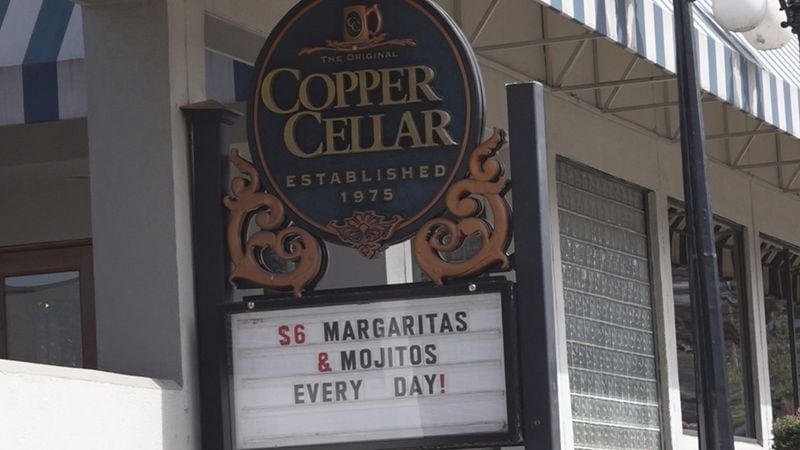 THE ORIGINAL
COPPER
CELLAR
ESTABLISHED
1975
$6 MARGARITAS
& MOJITOS
EVERY DAY!